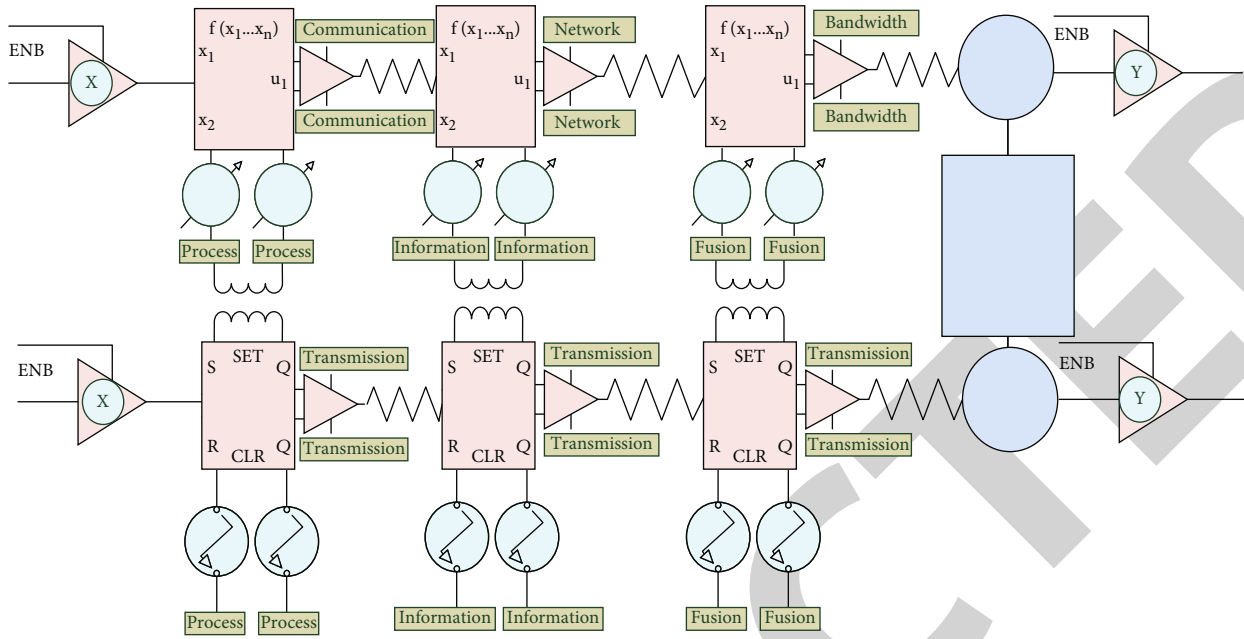 ENB
X
f (x1...xn)
x1
u1
x2
Communication
Communication
f (x1...xn)
x1
u1
x2
Network
Network
f (x1...xn)
x1
u1
x2
Bandwidth
Bandwidth
ENB
Y
Process
Process
Information
Information
Fusion
Fusion
ENB
X
SET
S Q
R Q
CLR
Transmission
Transmission
SET
S Q
R Q
CLR
Transmission
Transmission
SET
S Q
R Q
CLR
Transmission
Transmission
ENB
Y
Process
Process
Information
Information
Fusion
Fusion
CTED